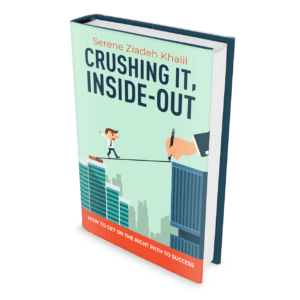 Serene Ziadeh Khalil
CRUSHING IT,
INSIDE-OUT
HOW TO GET ON THE RIGHT PATH TO SUCCESS